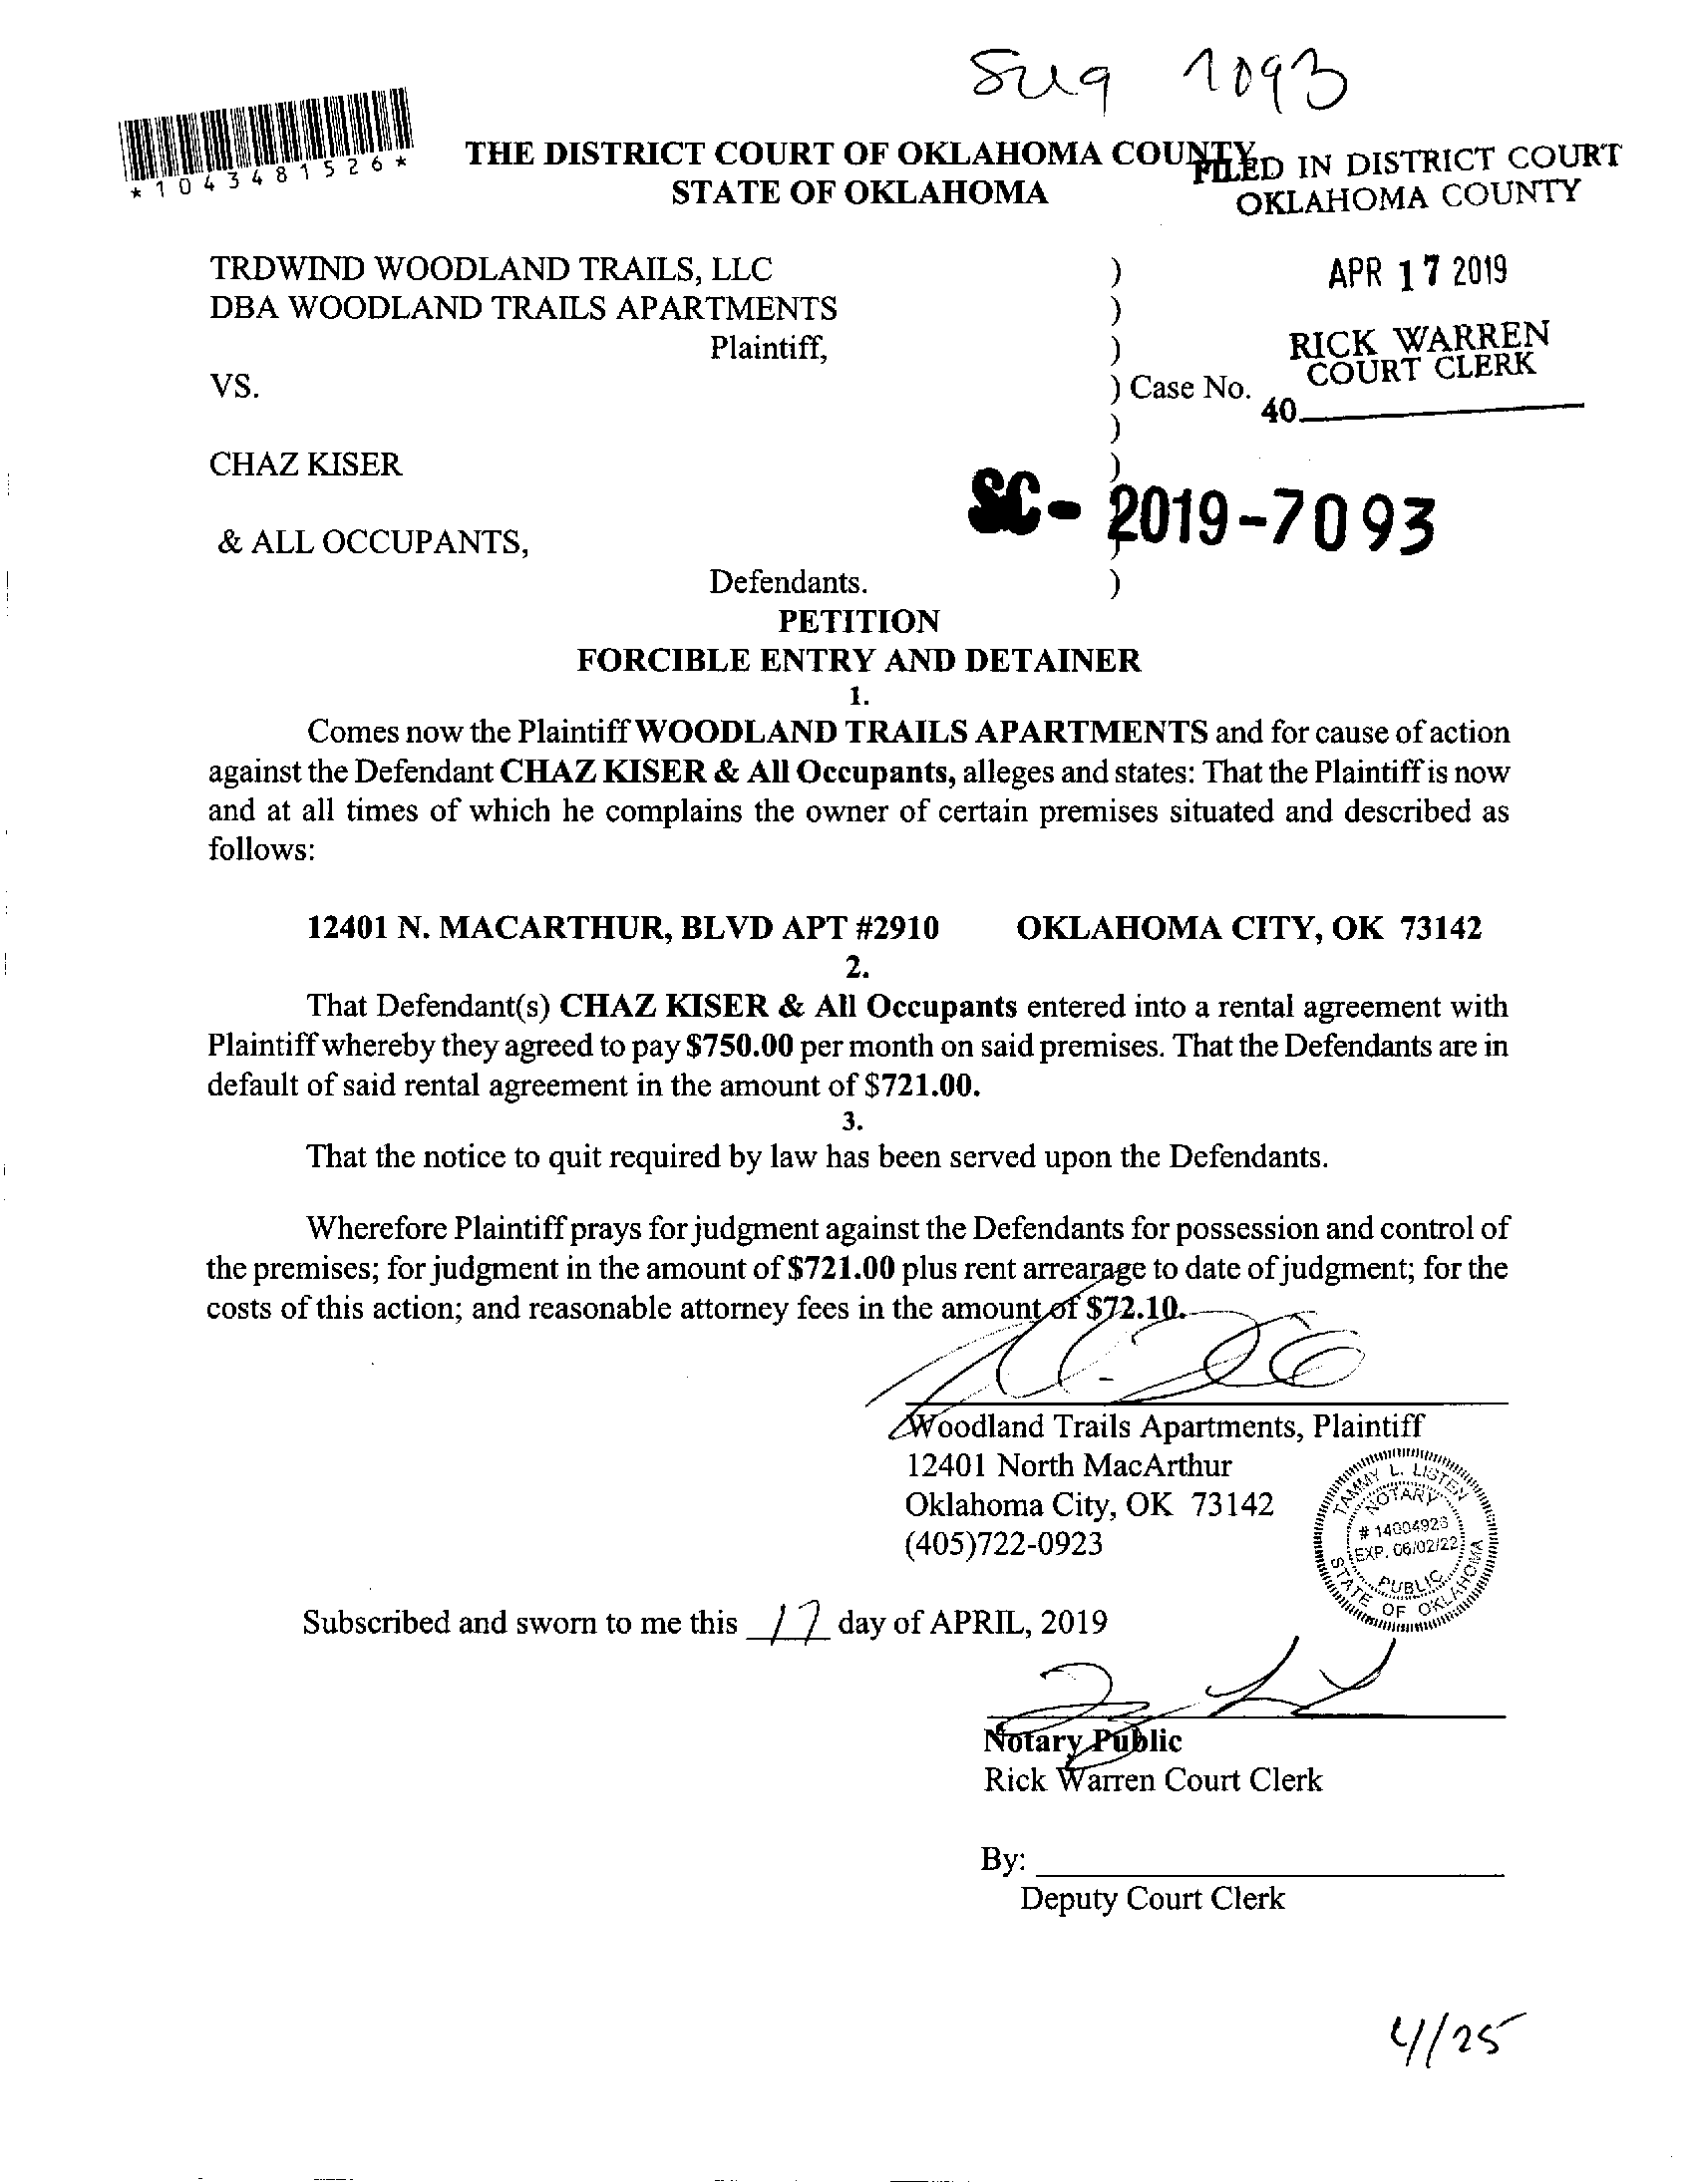 *1043481526*
THE DISTRICT COURT OF OKLAHOMA COUNTY
STATE OF OKLAHOMA
FILED IN DISTRICT COURT
OKLAHOMA COUNTY
APR 17 2019
RICK WARREN
COURT CLERK
40
TRDWIND WOODLAND TRAILS, LLC )
DBA WOODLAND TRAILS APARTMENTS )
Plaintiff, )
VS. ) Case No.
)
CHAZ KISER )
SC- 2019-7093
& ALL OCCUPANTS, )
Defendants. )
PETITION
FORCIBLE ENTRY AND DETAINER
1.
Comes now the Plaintiff WOODLAND TRAILS APARTMENTS and for cause of action
against the Defendant CHAZ KISER & All Occupants, alleges and states: That the Plaintiff is now
and at all times of which he complains the owner of certain premises situated and described as
follows:
12401 N. MACARTHUR, BLVD APT #2910 OKLAHOMA CITY, OK 73142
2.
That Defendant(s) CHAZ KISER & All Occupants entered into a rental agreement with
Plaintiff whereby they agreed to pay $750.00 per month on said premises. That the Defendants are in
default of said rental agreement in the amount of $721.00.
3.
That the notice to quit required by law has been served upon the Defendants.
Wherefore Plaintiff prays for judgment against the Defendants for possession and control of
the premises; for judgment in the amount of $721.00 plus rent arrearage to date of judgment; for the
costs of this action; and reasonable attorney fees in the amount of $72.10.
Woodland Trails Apartments, Plaintiff
12401 North MacArthur
Oklahoma City, OK 73142
(405)722-0923
TAMMY L. LISTEN
NOTARY
# 14004926
EXP. 06/02/22
PUBLIC
STATE OF OKLAHOMA
Subscribed and sworn to me this 17 day of APRIL, 2019
Notary Public
Rick Warren Court Clerk
By:
Deputy Court Clerk
4/25